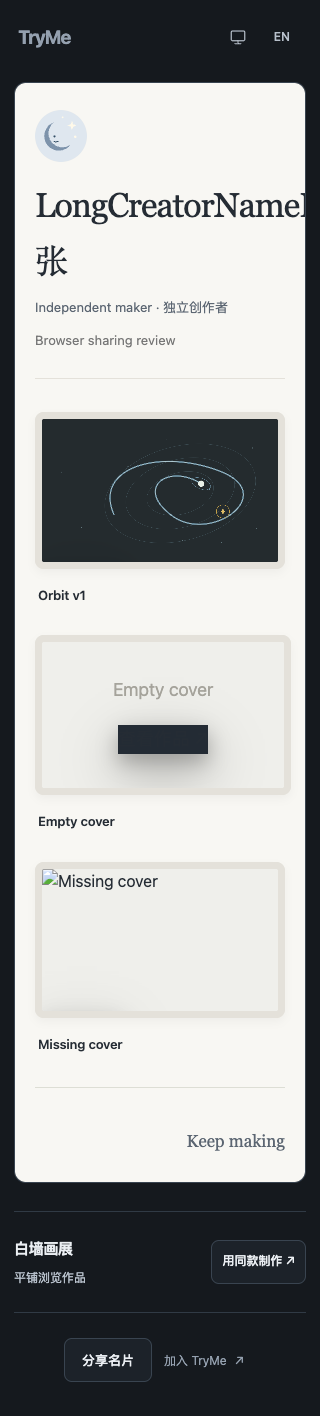 TryMe
EN
LongCreatorName
张
Independent maker · 独立创作者
Browser sharing review
Orbit v1
Empty cover
Empty cover
Missing cover
Missing cover
Keep making
白墙画展
平铺浏览作品
用同款制作 ↗
分享名片
加入 TryMe ↗